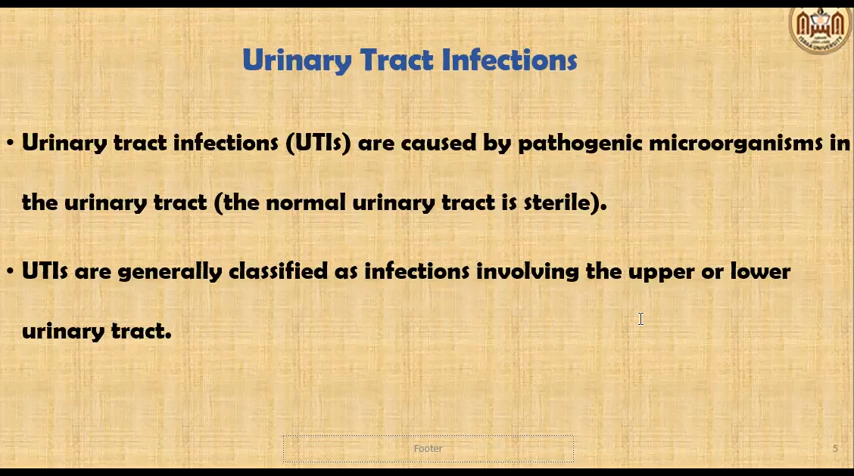 Urinary Tract Infections
• Urinary tract infections (UTIs) are caused by pathogenic microorganisms in
the urinary tract (the normal urinary tract is sterile).
• UTIs are generally classified as infections involving the upper or lower
urinary tract.
Footer
5